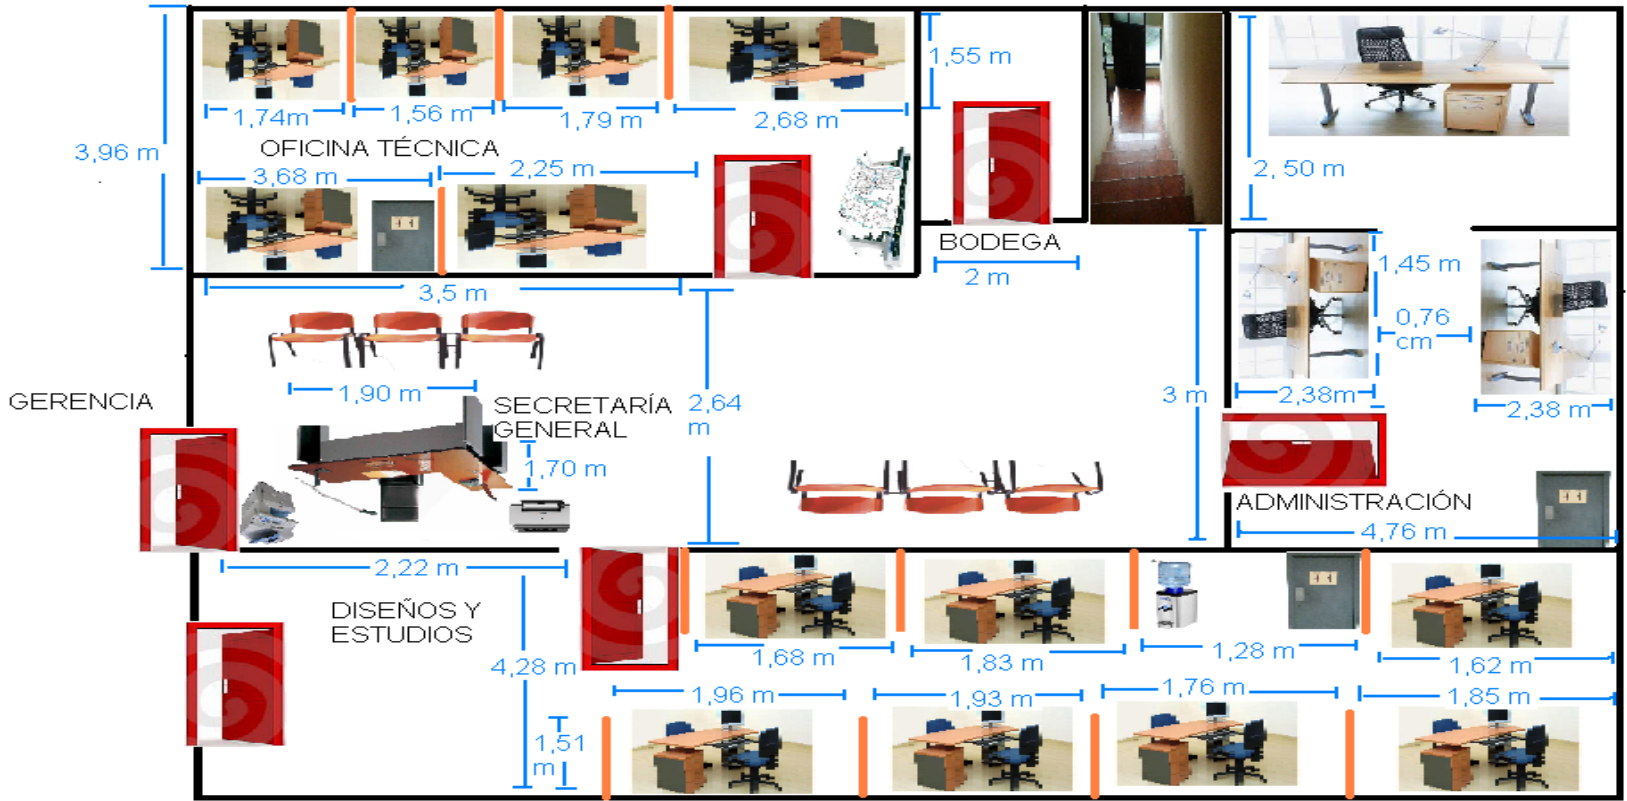 1,55 m
1,74m
1,56 m
1,79 m
2,68 m
3,96 m
OFICINA TÉCNICA
3,68 m
2,25 m
2, 50 m
BODEGA
2 m
3,5 m
1,45 m
0,76
cm
2,38m
2,38 m
GERENCIA
1,90 m
SECRETARÍA
GENERAL
2,64
m
3 m
1,70 m
ADMINISTRACIÓN
4,76 m
2,22 m
DISEÑOS Y
ESTUDIOS
4,28 m
1,68 m
1,83 m
1,28 m
1,62 m
1,96 m
1,93 m
1,76 m
1,85 m
1,51
m